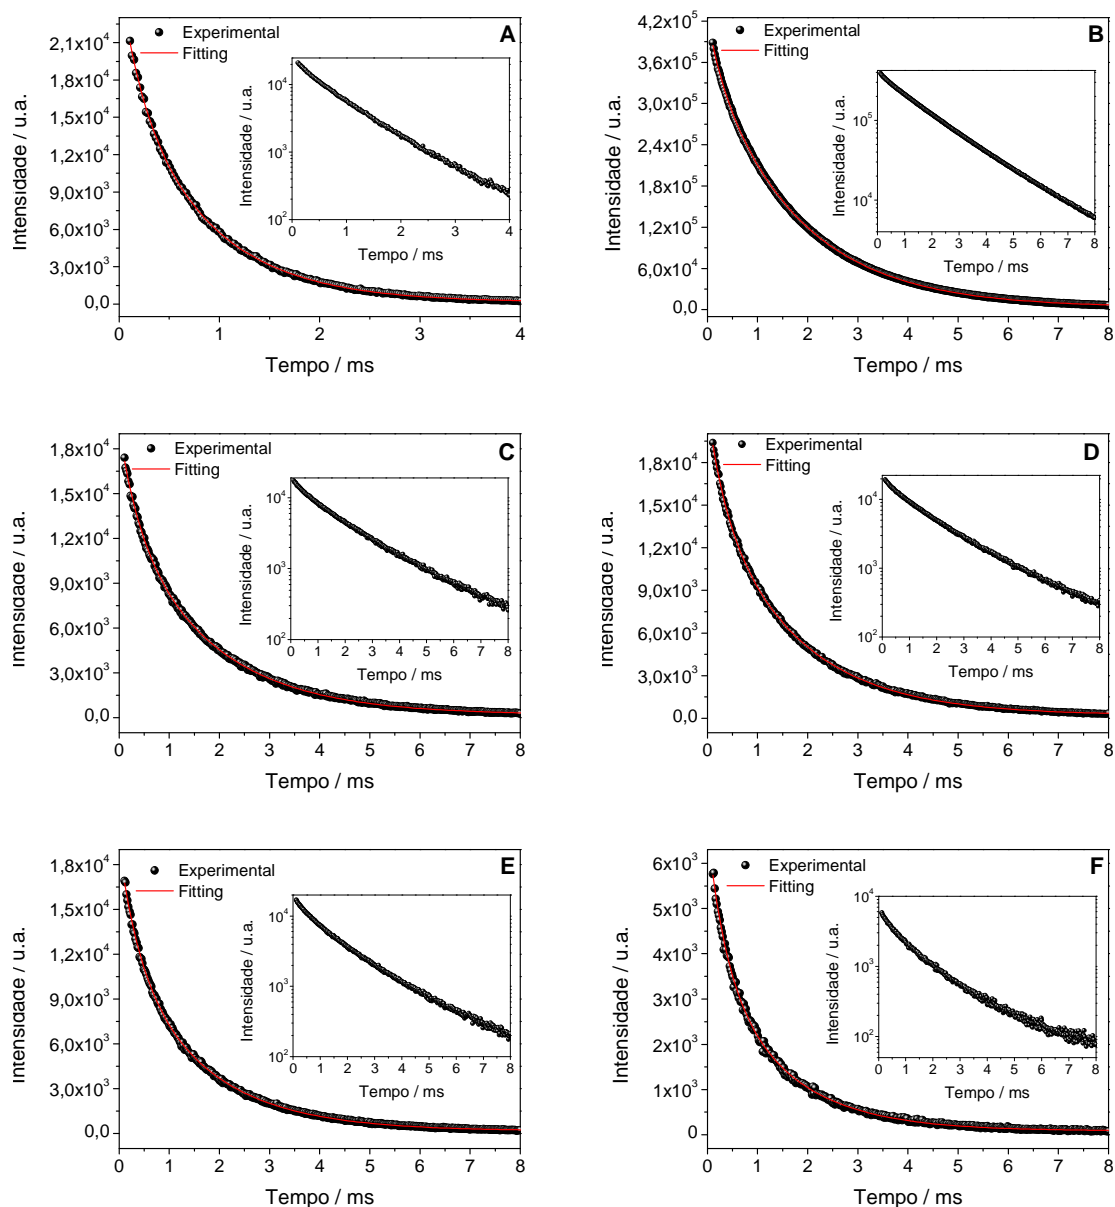 A
Experimental
Fitting
2,1x10⁴
1,8x10⁴
1,5x10⁴
1,2x10⁴
9,0x10³
6,0x10³
3,0x10³
0,0
Intensidade / u.a.
0 1 2 3 4
Tempo / ms
10⁴
10³
10²
Intensidade / u.a.
1 2 3 4
Tempo / ms
B
Experimental
Fitting
4,2x10⁵
3,6x10⁵
3,0x10⁵
2,4x10⁵
1,8x10⁵
1,2x10⁵
6,0x10⁴
0,0
Intensidade / u.a.
0 1 2 3 4 5 6 7 8
Tempo / ms
10⁵
10⁴
Intensidade / u.a.
0 1 2 3 4 5 6 7 8
Tempo / ms
C
Experimental
Fitting
1,8x10⁴
1,5x10⁴
1,2x10⁴
9,0x10³
6,0x10³
3,0x10³
0,0
Intensidade / u.a.
0 1 2 3 4 5 6 7 8
Tempo / ms
10⁴
10³
10²
Intensidade / u.a.
0 1 2 3 4 5 6 7 8
Tempo / ms
D
Experimental
Fitting
1,8x10⁴
1,5x10⁴
1,2x10⁴
9,0x10³
6,0x10³
3,0x10³
0,0
Intensidade / u.a.
0 1 2 3 4 5 6 7 8
Tempo / ms
10⁴
10³
10²
Intensidade / u.a.
0 1 2 3 4 5 6 7 8
Tempo / ms
E
Experimental
Fitting
1,8x10⁴
1,5x10⁴
1,2x10⁴
9,0x10³
6,0x10³
3,0x10³
0,0
Intensidade / u.a.
0 1 2 3 4 5 6 7 8
Tempo / ms
10⁴
10³
10²
Intensidade / u.a.
0 1 2 3 4 5 6 7 8
Tempo / ms
F
Experimental
Fitting
6x10³
5x10³
4x10³
3x10³
2x10³
1x10³
0
Intensidade / u.a.
0 1 2 3 4 5 6 7 8
Tempo / ms
10⁴
10³
10²
Intensidade / u.a.
0 1 2 3 4 5 6 7 8
Tempo / ms